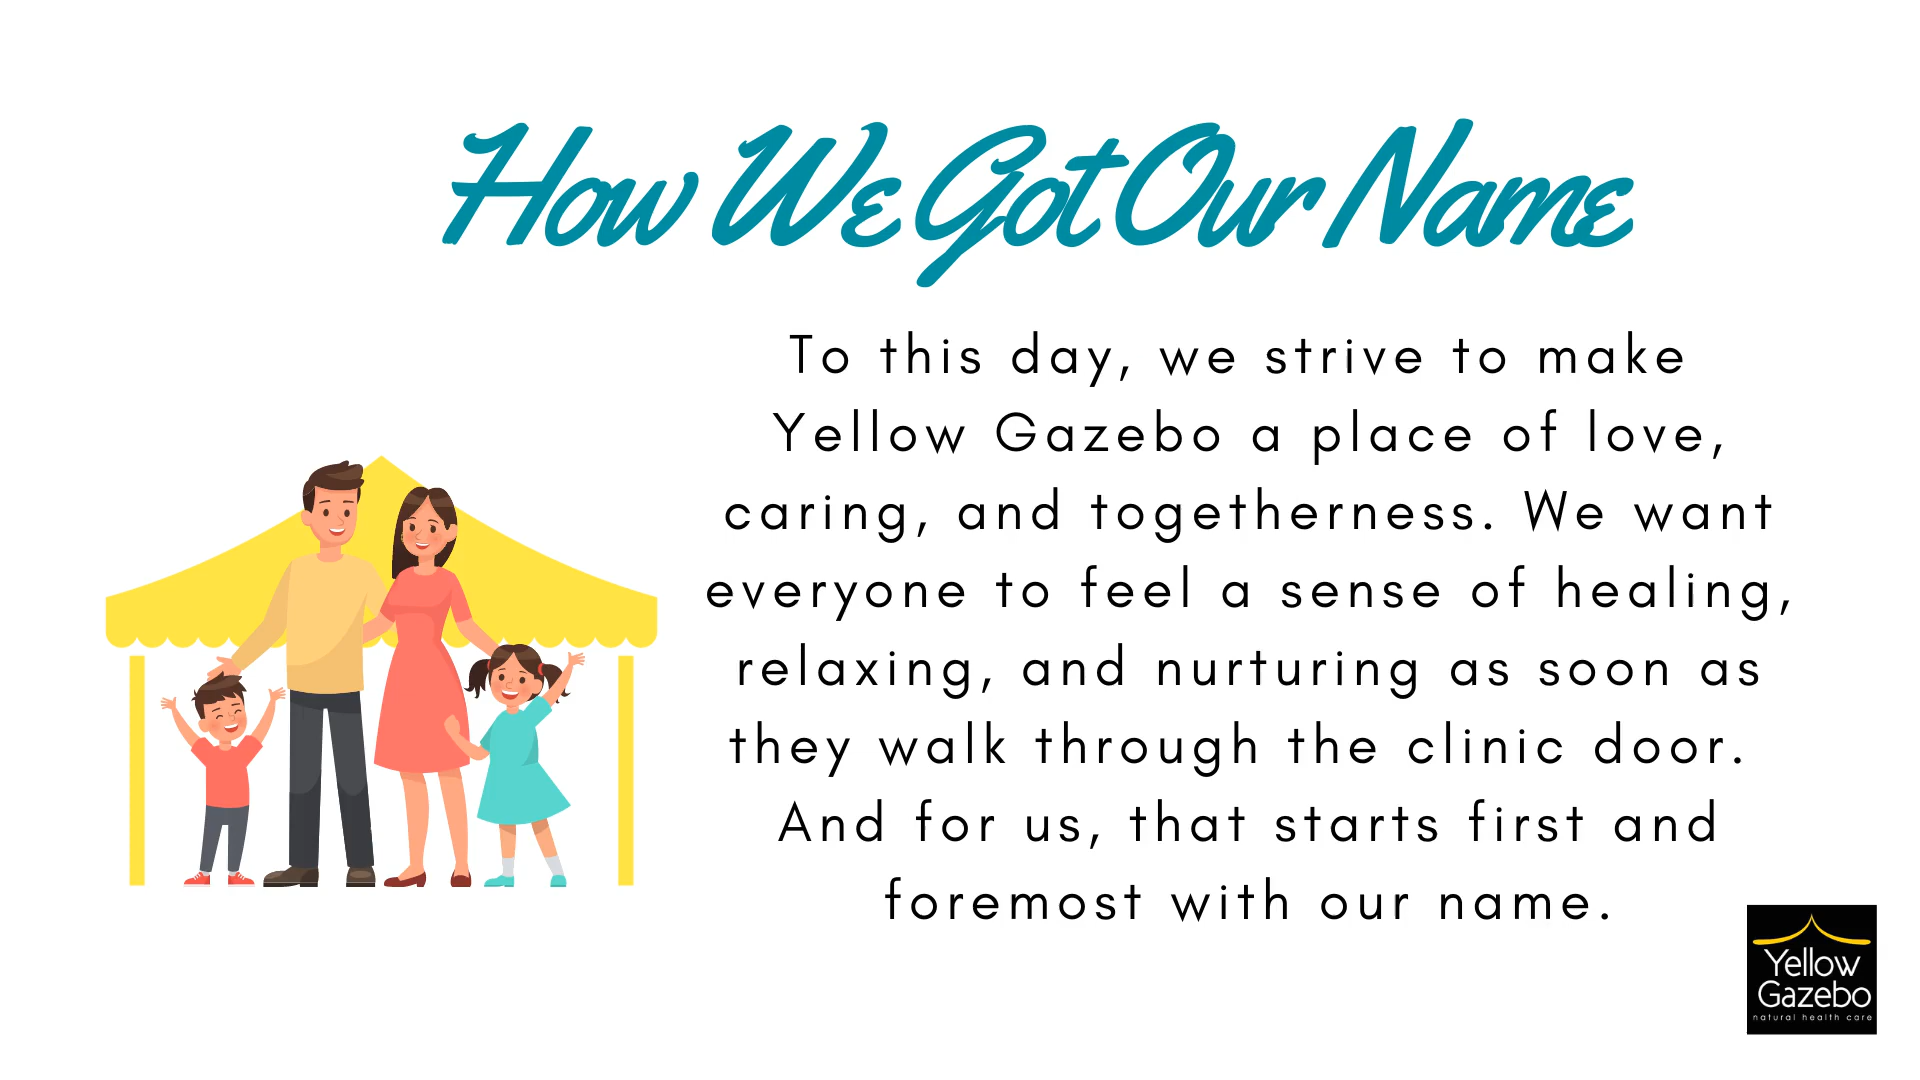 How We Got Our Name
To this day, we strive to make
Yellow Gazebo a place of love,
caring, and togetherness. We want
everyone to feel a sense of healing,
relaxing, and nurturing as soon as
they walk through the clinic door.
And for us, that starts first and
foremost with our name.
Yellow
Gazebo
natural health care